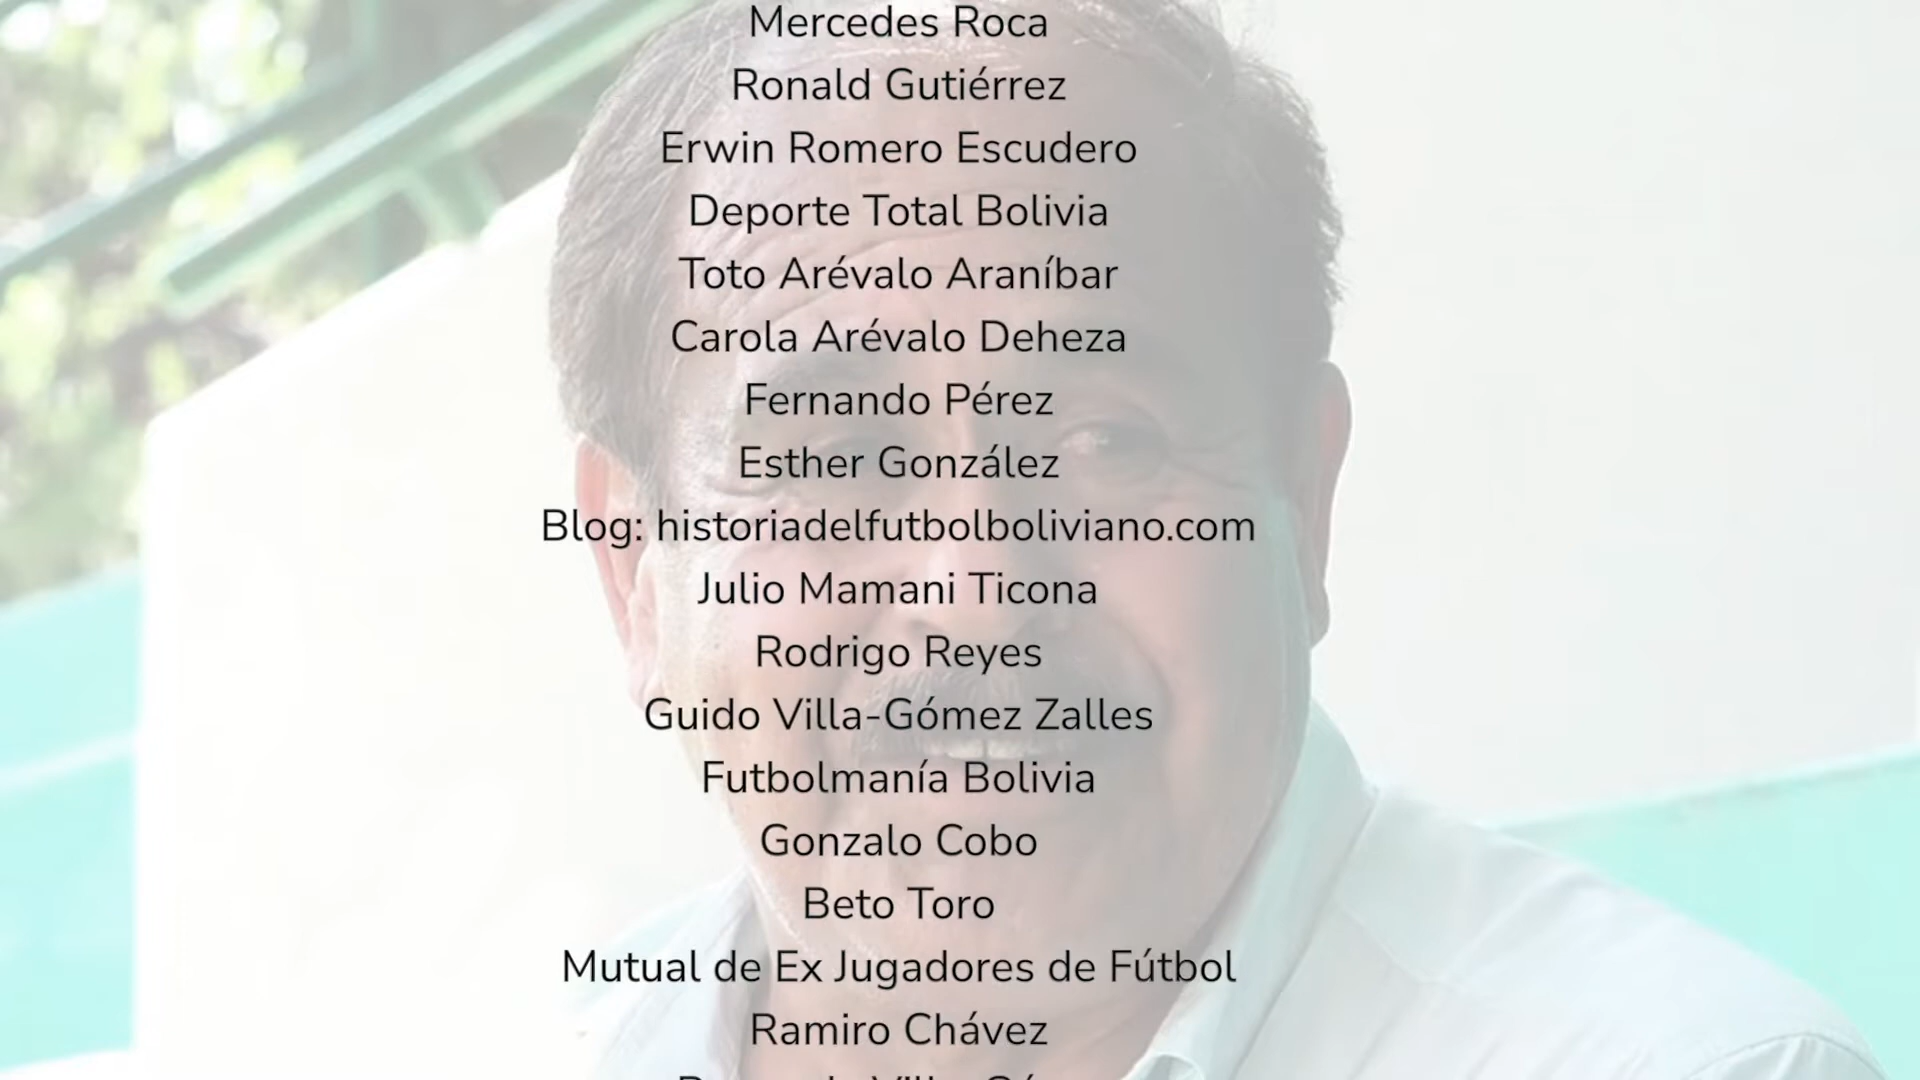 Mercedes Roca
Ronald Gutiérrez
Erwin Romero Escudero
Deporte Total Bolivia
Toto Arévalo Araníbar
Carola Arévalo Deheza
Fernando Pérez
Esther González
Blog: historiadelfutbolboliviano.com
Julio Mamani Ticona
Rodrigo Reyes
Guido Villa-Gómez Zalles
Futbolmanía Bolivia
Gonzalo Cobo
Beto Toro
Mutual de Ex Jugadores de Fútbol
Ramiro Chávez